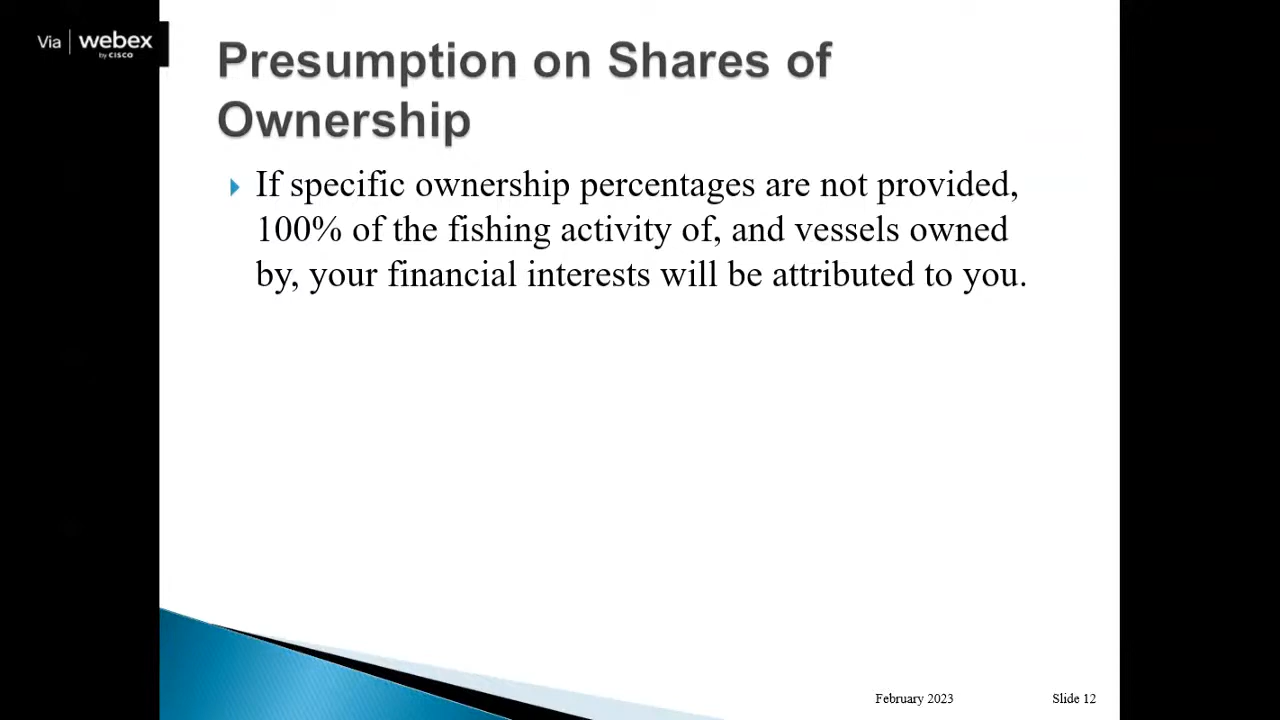 Via | webex
by CISCO
Presumption on Shares of
Ownership
If specific ownership percentages are not provided,
100% of the fishing activity of, and vessels owned
by, your financial interests will be attributed to you.
February 2023
Slide 12